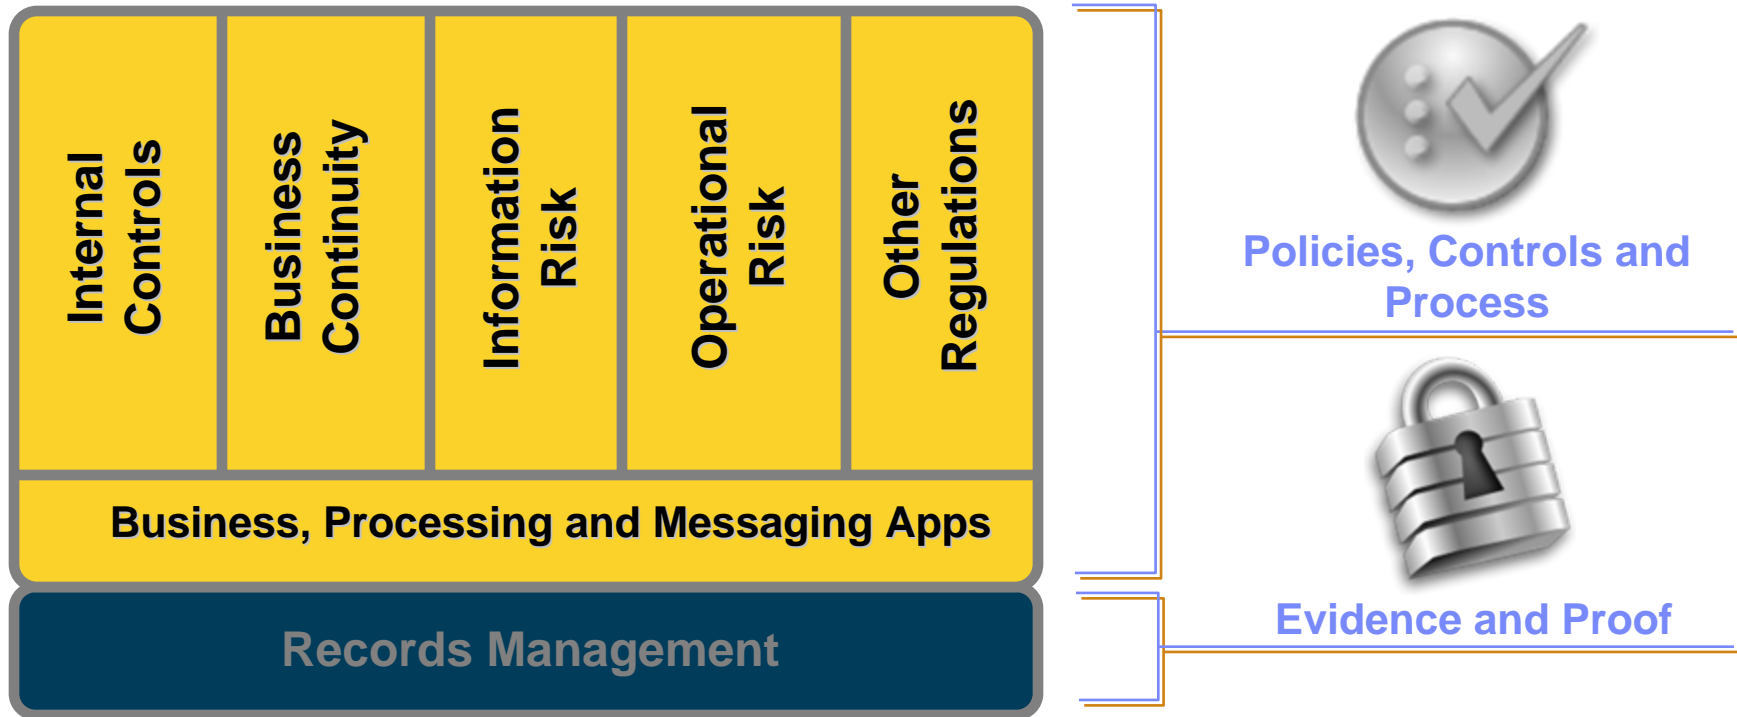 Internal
Controls
Business
Continuity
Information
Risk
Operational
Risk
Other
Regulations
Business, Processing and Messaging Apps
Records Management
Policies, Controls and
Process
Evidence and Proof